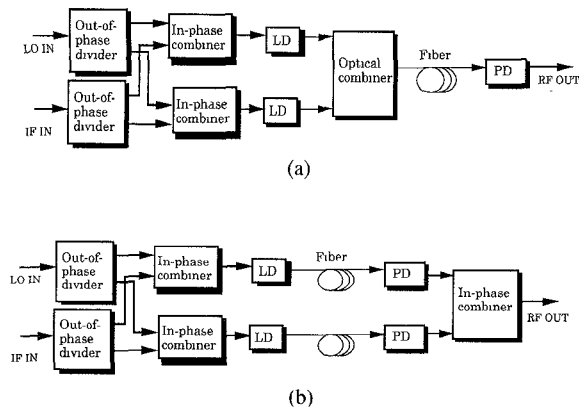 Out-of-
phase
divider
LO IN
In-phase
combiner
LD
Optical
combiner
Fiber
PD
RF OUT
Out-of-
phase
divider
IF IN
In-phase
combiner
LD
(a)
Out-of-
phase
divider
LO IN
In-phase
combiner
LD
Fiber
PD
In-phase
combiner
RF OUT
Out-of-
phase
divider
IF IN
In-phase
combiner
LD
PD
(b)